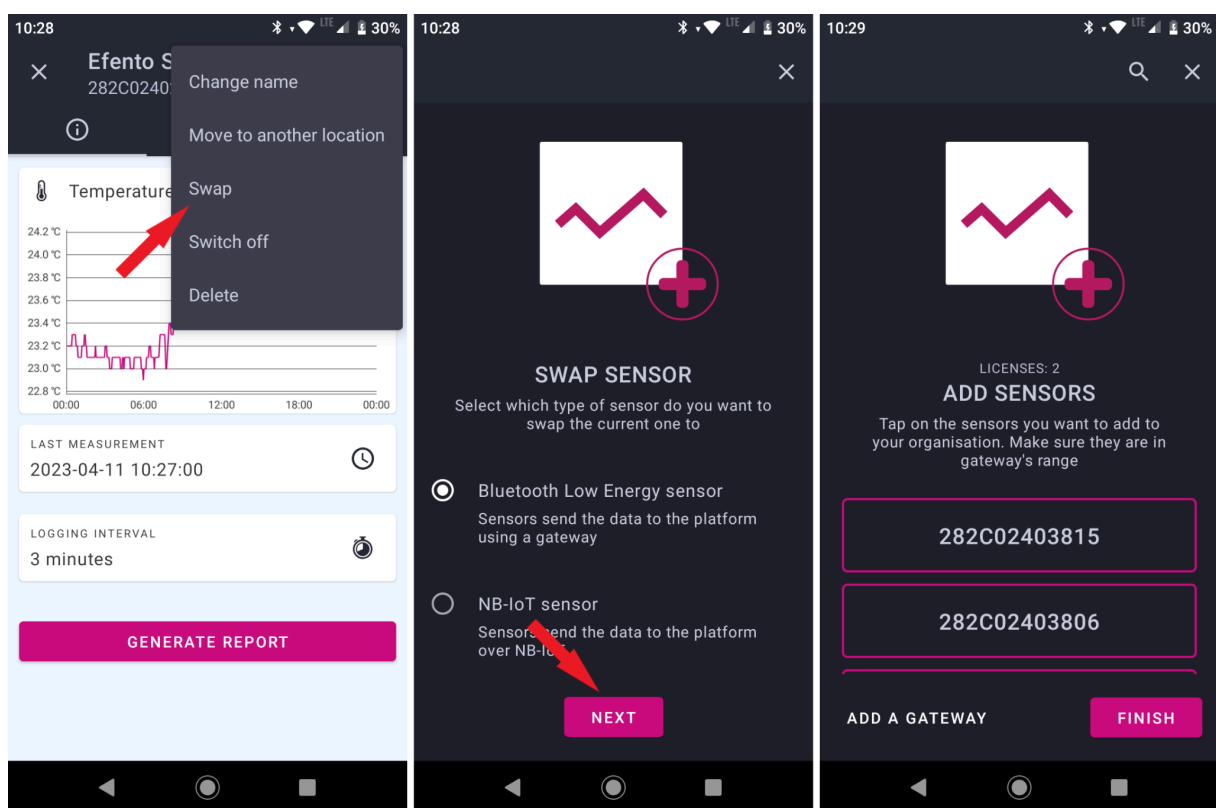 10:28
LTE
30%
Efento S
282C0240
Change name
Move to another location
Swap
Switch off
Delete
Temperature
24.2 °C
24.0 °C
23.8 °C
23.6 °C
23.4 °C
23.2 °C
23.0 °C
22.8 °C
00:00 06:00 12:00 18:00 00:00
LAST MEASUREMENT
2023-04-11 10:27:00
LOGGING INTERVAL
3 minutes
GENERATE REPORT
10:28
LTE
30%
SWAP SENSOR
Select which type of sensor do you want to
swap the current one to
Bluetooth Low Energy sensor
Sensors send the data to the platform
using a gateway
NB-IoT sensor
Sensors send the data to the platform
over NB-IoT
NEXT
10:29
LTE
30%
LICENSES: 2
ADD SENSORS
Tap on the sensors you want to add to
your organisation. Make sure they are in
gateway's range
282C02403815
282C02403806
ADD A GATEWAY
FINISH